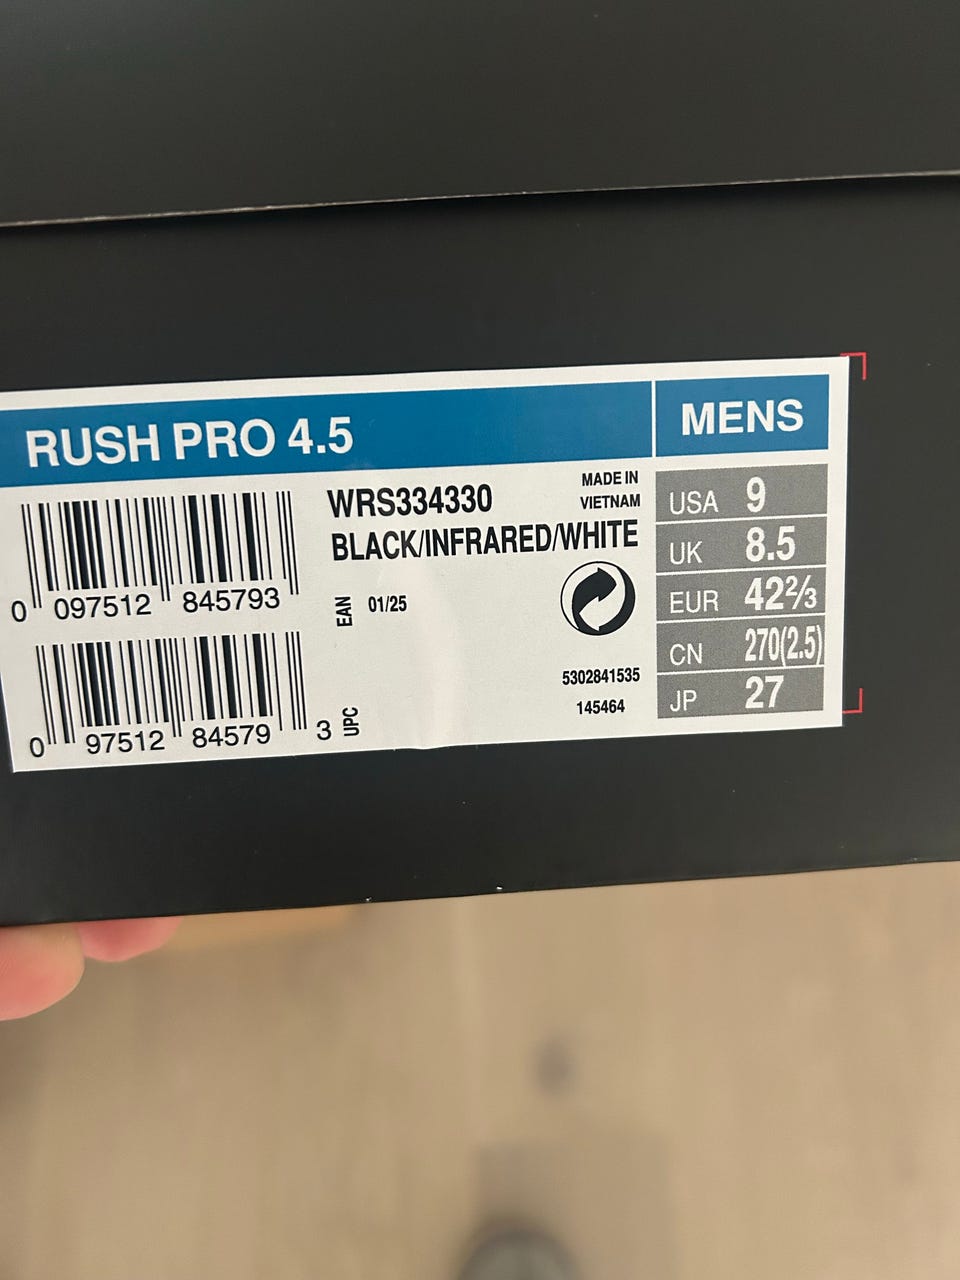 RUSH PRO 4.5
MENS
WRS334330
MADE IN
VIETNAM
BLACK/INFRARED/WHITE
0 097512 845793
EAN 01/25
0 97512 84579 3 UPC
5302841535
145464
USA 9
UK 8.5
EUR 42⅔
CN 270(2.5)
JP 27